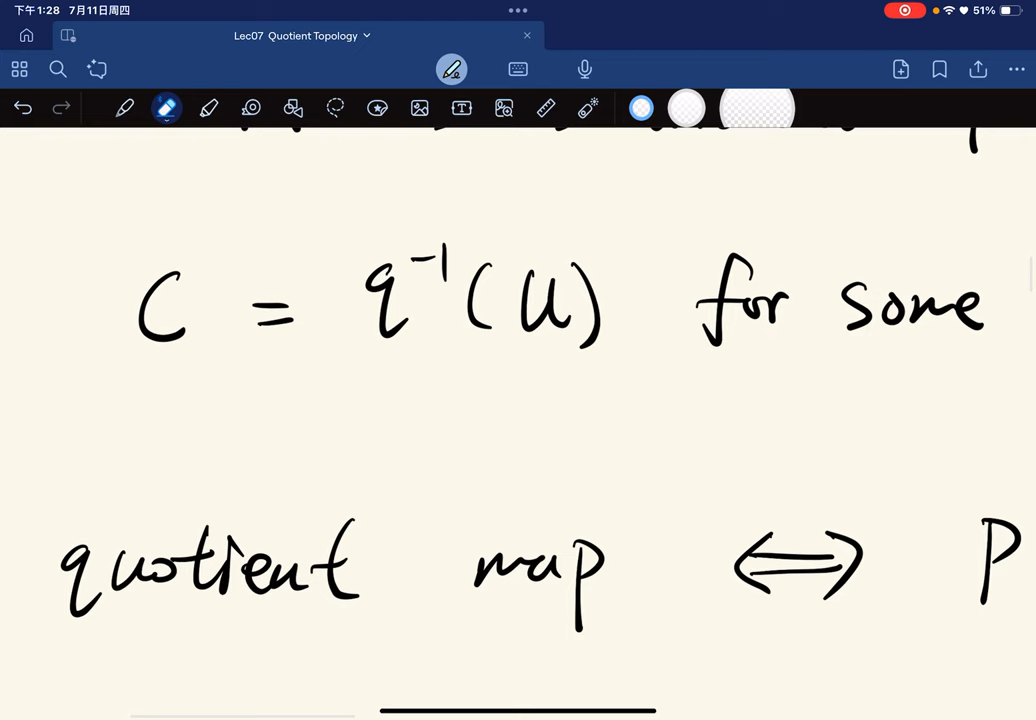 下午1:28 7月11日周四
51%
Lec07 Quotient Topology
C = q⁻¹(U) for some
quotient map ⟺ P